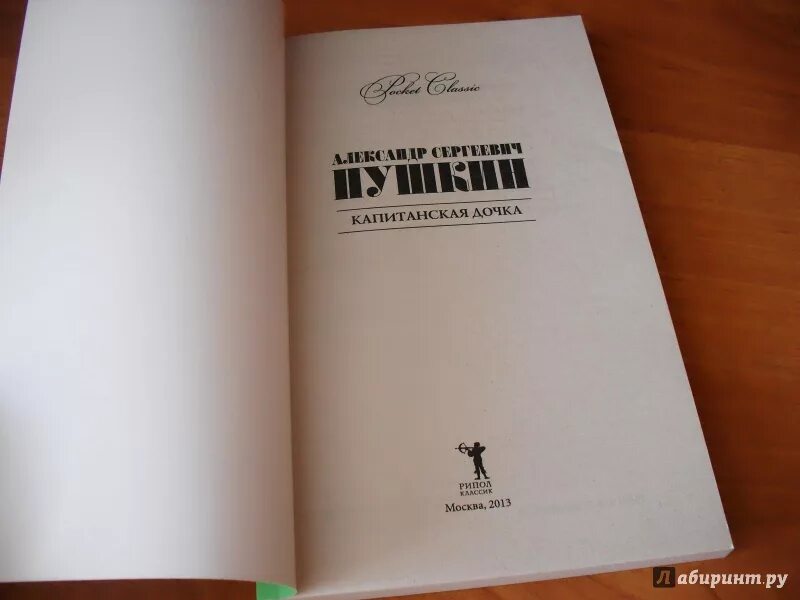 Pocket Classic
АЛЕКСАНДР СЕРГЕЕВИЧ
ПУШКИН
КАПИТАНСКАЯ ДОЧКА
РИПОЛ
КЛАССИК
Москва, 2013
Лабиринт.ру